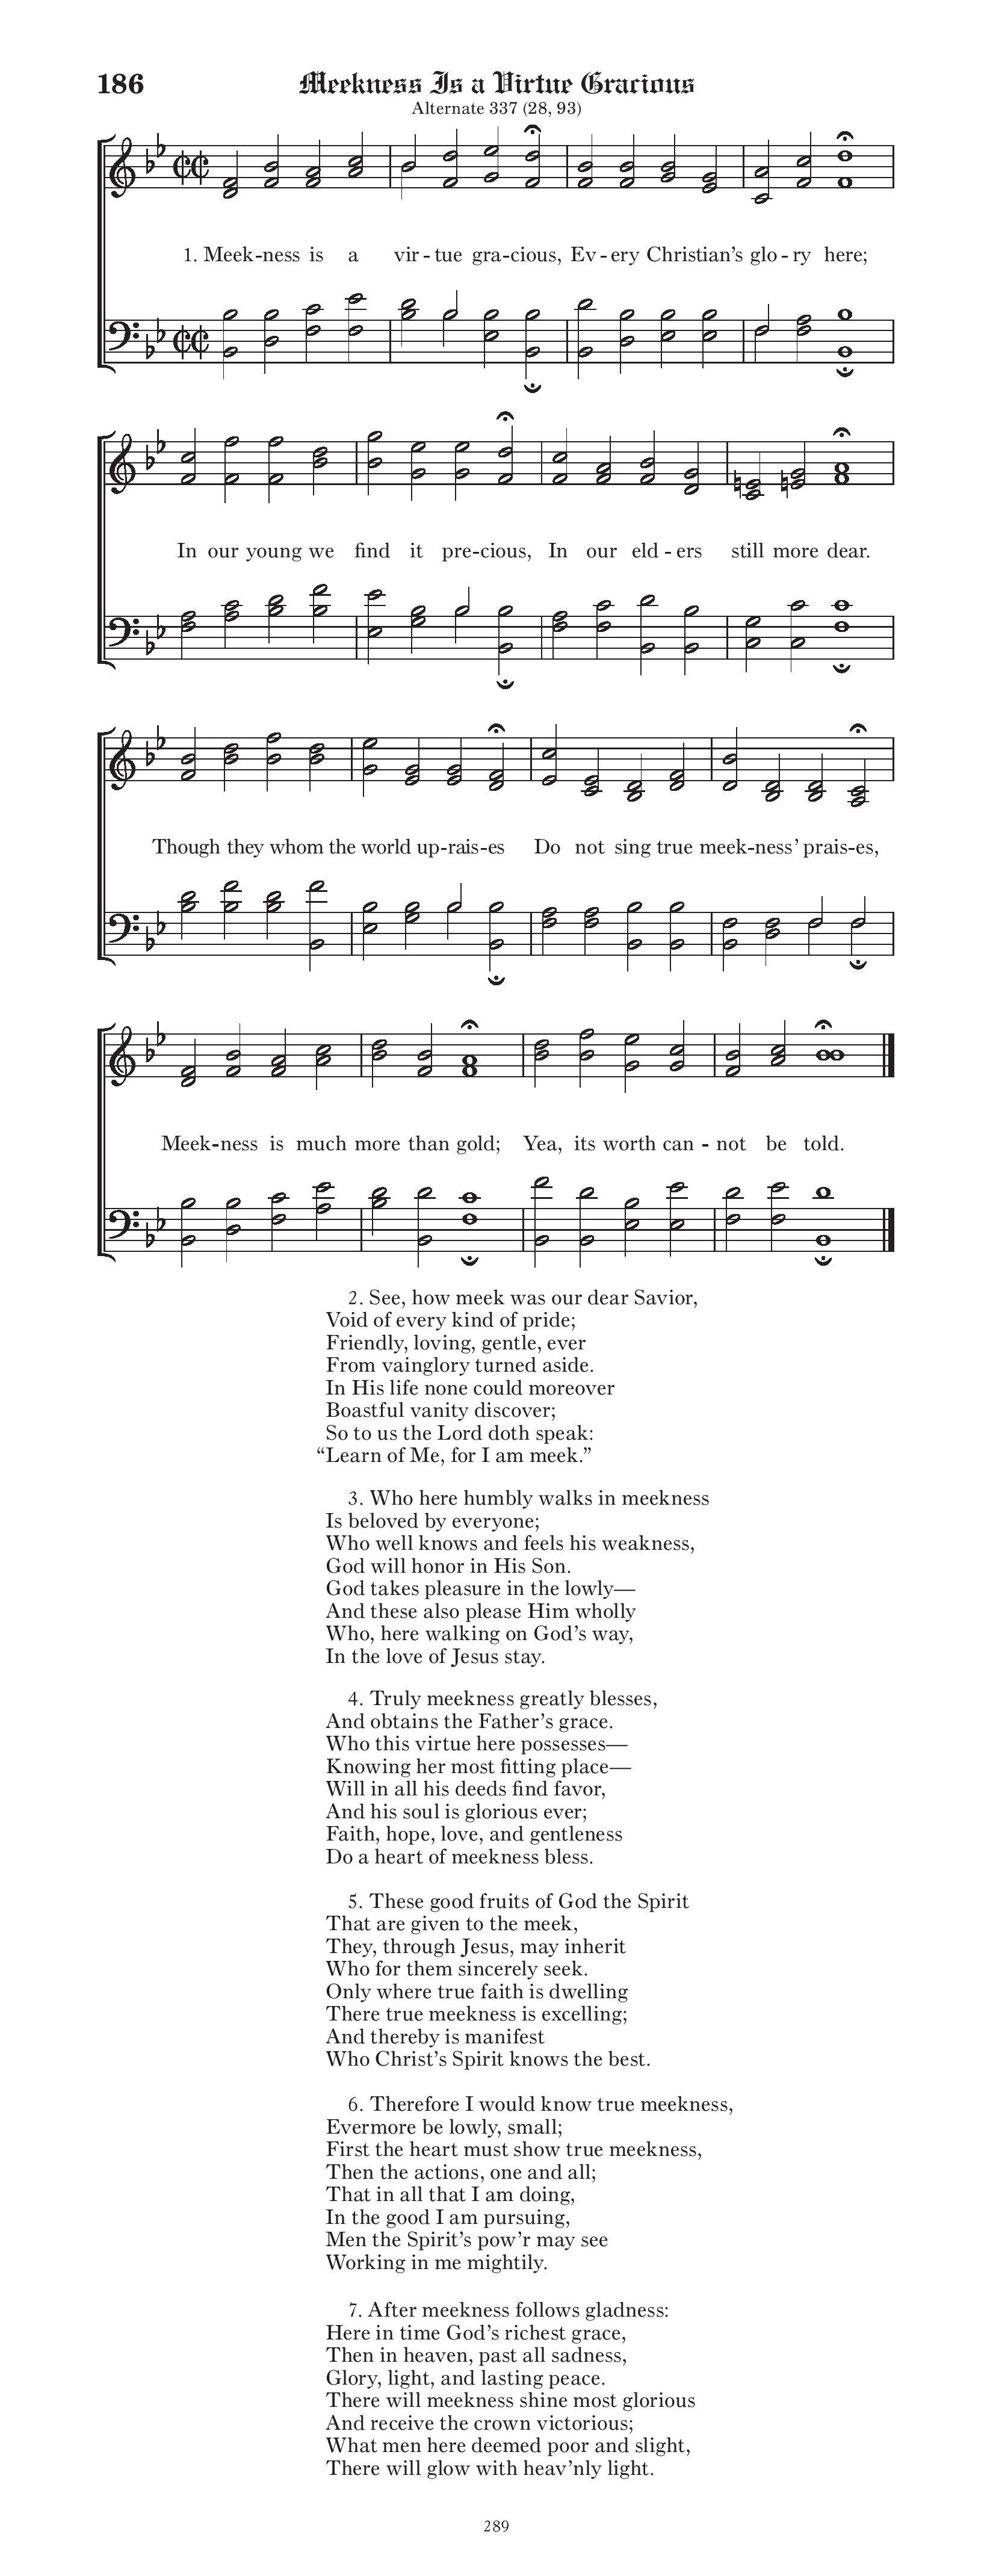 186 Meekness Is a Virtue Gracious
Alternate 337 (28, 93)
1. Meek-ness is a vir - tue gra-cious, Ev - ery Christian’s glo - ry here;
In our young we find it pre-cious, In our eld - ers still more dear.
Though they whom the world up-rais-es Do not sing true meek-ness’ prais-es,
Meek-ness is much more than gold; Yea, its worth can - not be told.
2. See, how meek was our dear Savior,
Void of every kind of pride;
Friendly, loving, gentle, ever
From vainglory turned aside.
In His life none could moreover
Boastful vanity discover;
So to us the Lord doth speak:
“Learn of Me, for I am meek.”
3. Who here humbly walks in meekness
Is beloved by everyone;
Who well knows and feels his weakness,
God will honor in His Son.
God takes pleasure in the lowly—
And these also please Him wholly
Who, here walking on God’s way,
In the love of Jesus stay.
4. Truly meekness greatly blesses,
And obtains the Father’s grace.
Who this virtue here possesses—
Knowing her most fitting place—
Will in all his deeds find favor,
And his soul is glorious ever;
Faith, hope, love, and gentleness
Do a heart of meekness bless.
5. These good fruits of God the Spirit
That are given to the meek,
They, through Jesus, may inherit
Who for them sincerely seek.
Only where true faith is dwelling
There true meekness is excelling;
And thereby is manifest
Who Christ’s Spirit knows the best.
6. Therefore I would know true meekness,
Evermore be lowly, small;
First the heart must show true meekness,
Then the actions, one and all;
That in all that I am doing,
In the good I am pursuing,
Men the Spirit’s pow’r may see
Working in me mightily.
7. After meekness follows gladness:
Here in time God’s richest grace,
Then in heaven, past all sadness,
Glory, light, and lasting peace.
There will meekness shine most glorious
And receive the crown victorious;
What men here deemed poor and slight,
There will glow with heav’nly light.
289